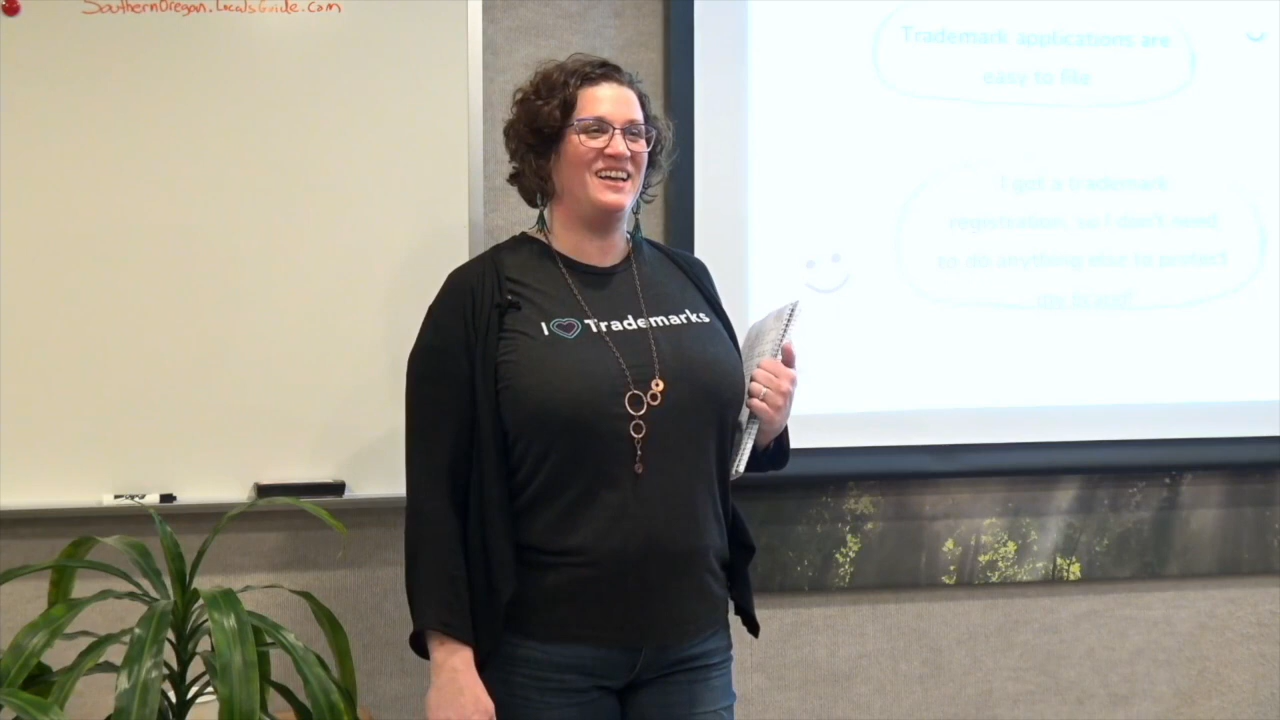 SouthernOregon.LocalsGuide.Com
Trademark applications are
easy to file
I got a trademark
registration, so I don't need
to do anything else to protect
my brand
I Trademarks
EXPO